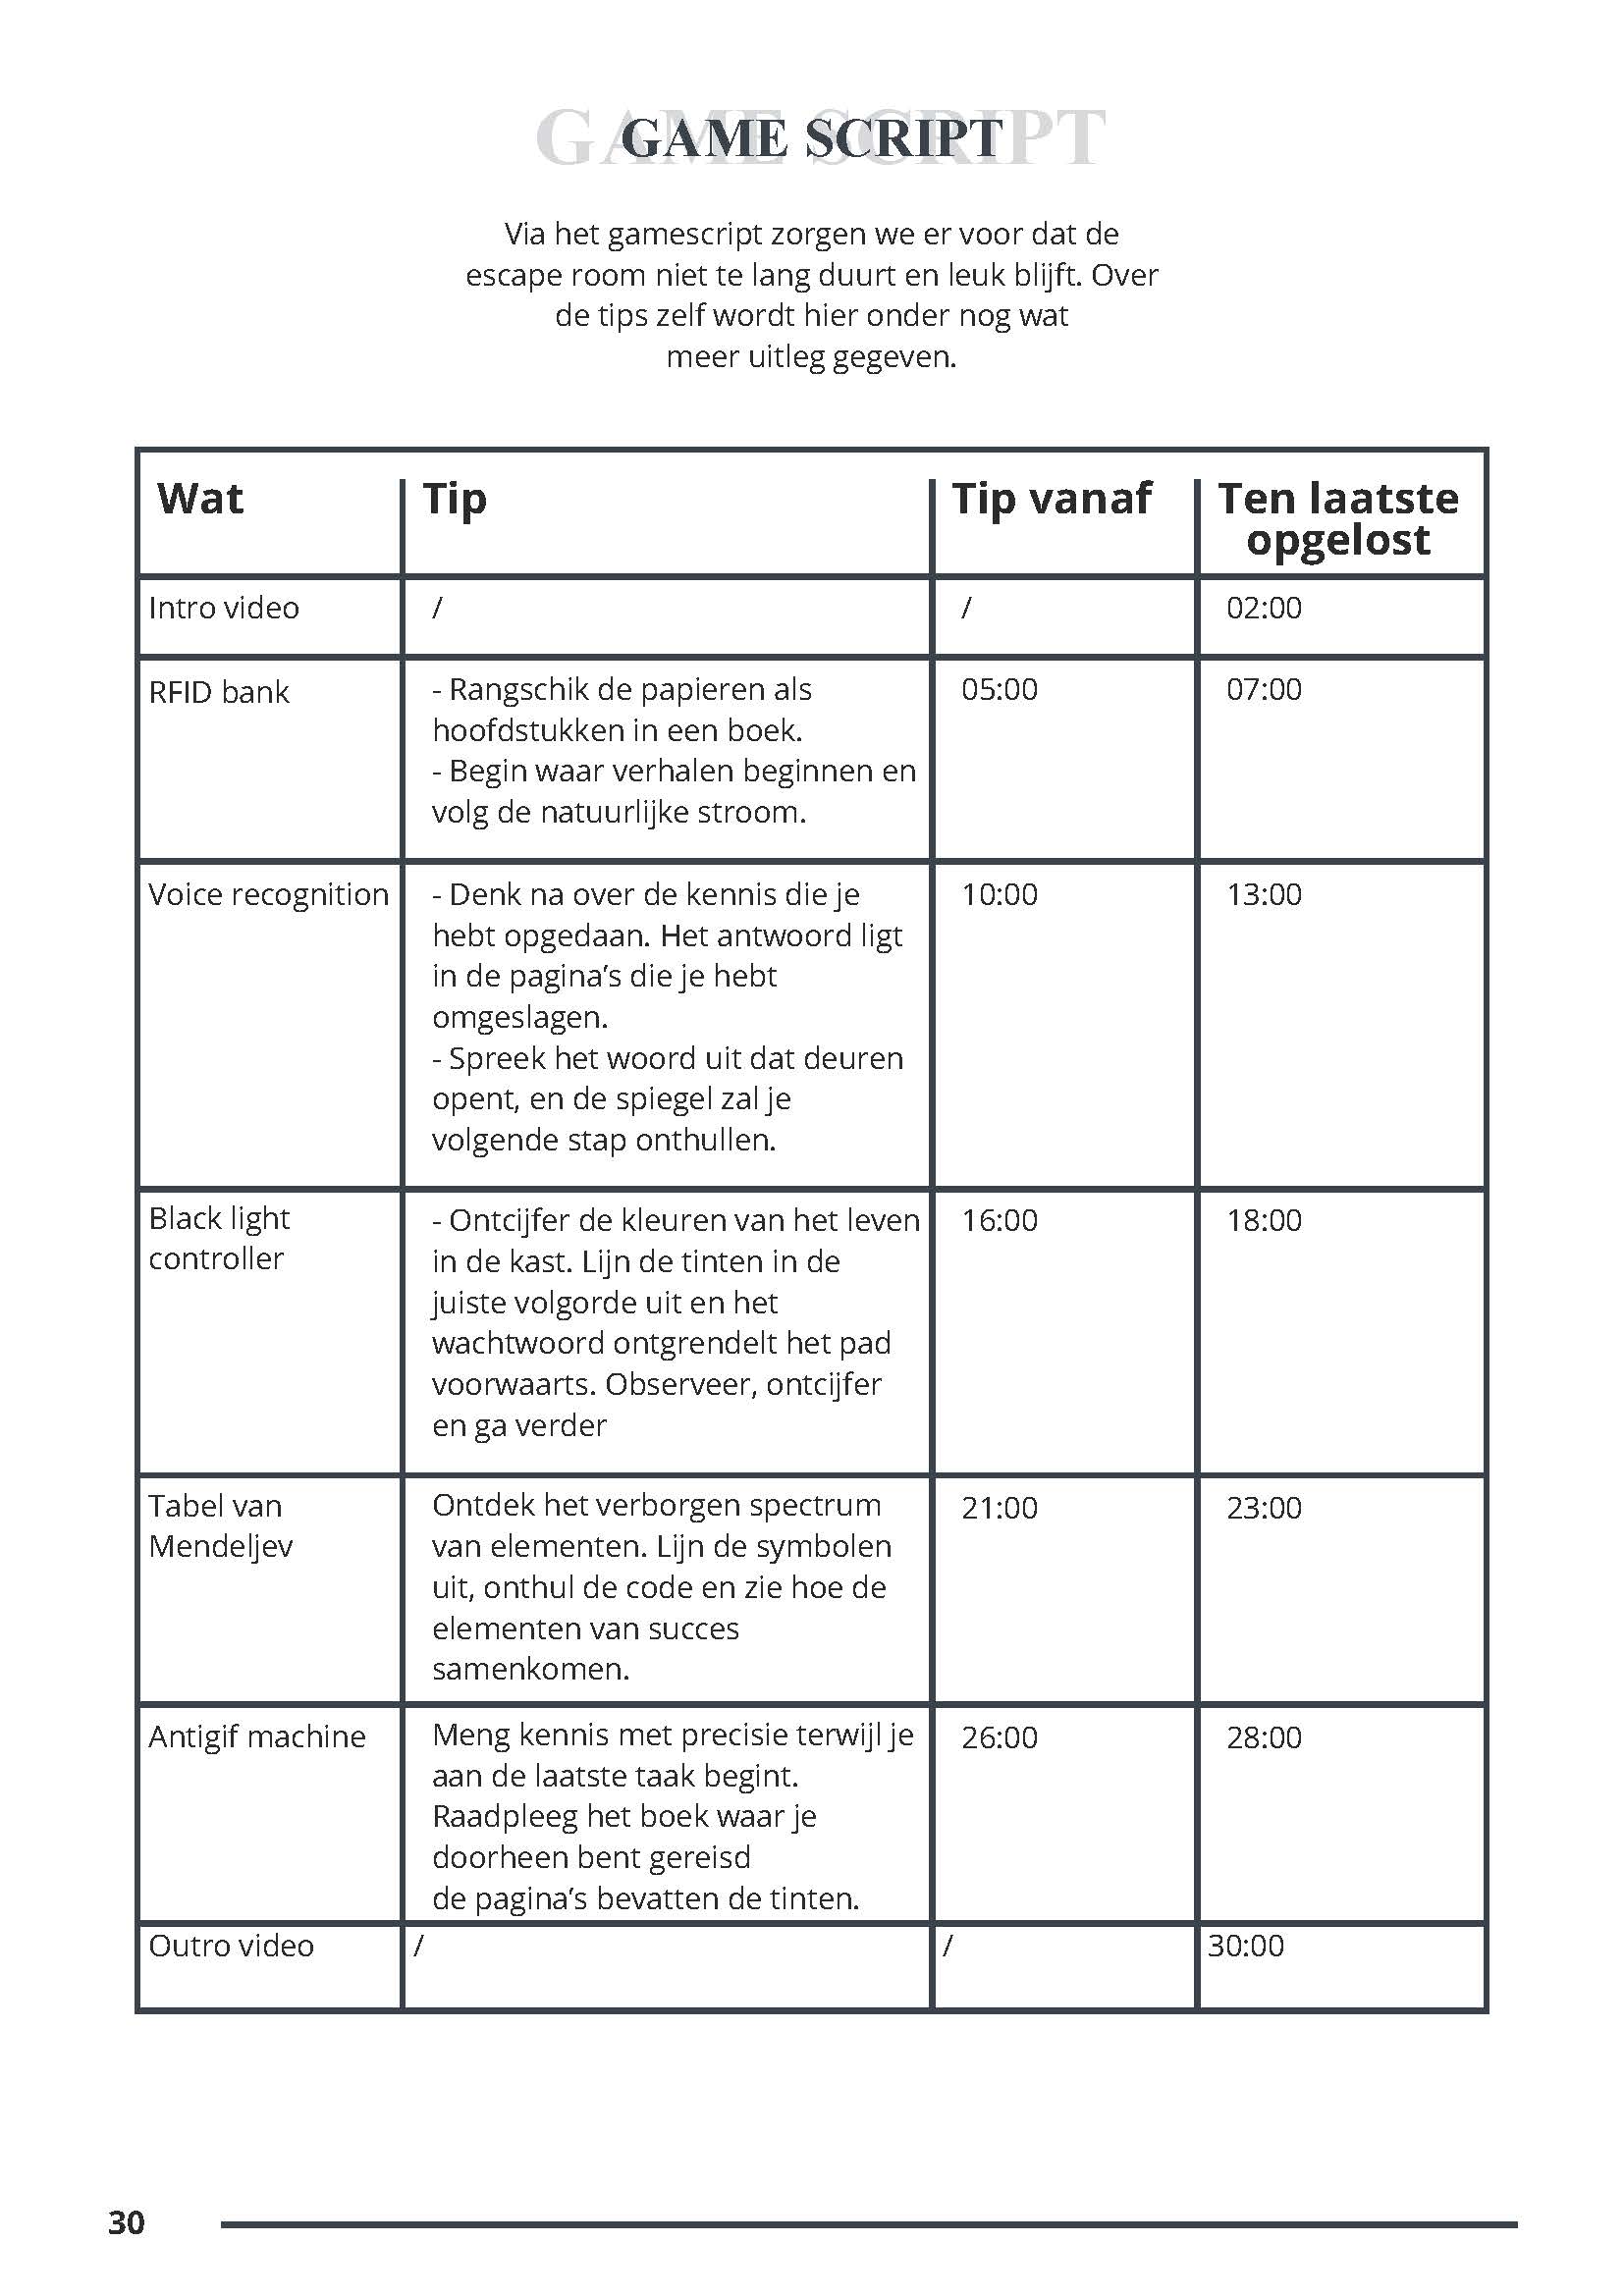 GAME SCRIPT
Via het gamescript zorgen we er voor dat de
escape room niet te lang duurt en leuk blijft. Over
de tips zelf wordt hier onder nog wat
meer uitleg gegeven.
Wat
Tip
Tip vanaf
Ten laatste
opgelost
Intro video
/
/
02:00
RFID bank
- Rangschik de papieren als
hoofdstukken in een boek.
- Begin waar verhalen beginnen en
volg de natuurlijke stroom.
05:00
07:00
Voice recognition
- Denk na over de kennis die je
hebt opgedaan. Het antwoord ligt
in de pagina's die je hebt
omgeslagen.
- Spreek het woord uit dat deuren
opent, en de spiegel zal je
volgende stap onthullen.
10:00
13:00
Black light
controller
- Ontcijfer de kleuren van het leven
in de kast. Lijn de tinten in de
juiste volgorde uit en het
wachtwoord ontgrendelt het pad
voorwaarts. Observeer, ontcijfer
en ga verder
16:00
18:00
Tabel van
Mendeljev
Ontdek het verborgen spectrum
van elementen. Lijn de symbolen
uit, onthul de code en zie hoe de
elementen van succes
samenkomen.
21:00
23:00
Antigif machine
Meng kennis met precisie terwijl je
aan de laatste taak begint.
Raadpleeg het boek waar je
doorheen bent gereisd
de pagina's bevatten de tinten.
26:00
28:00
Outro video
/
/
30:00
30